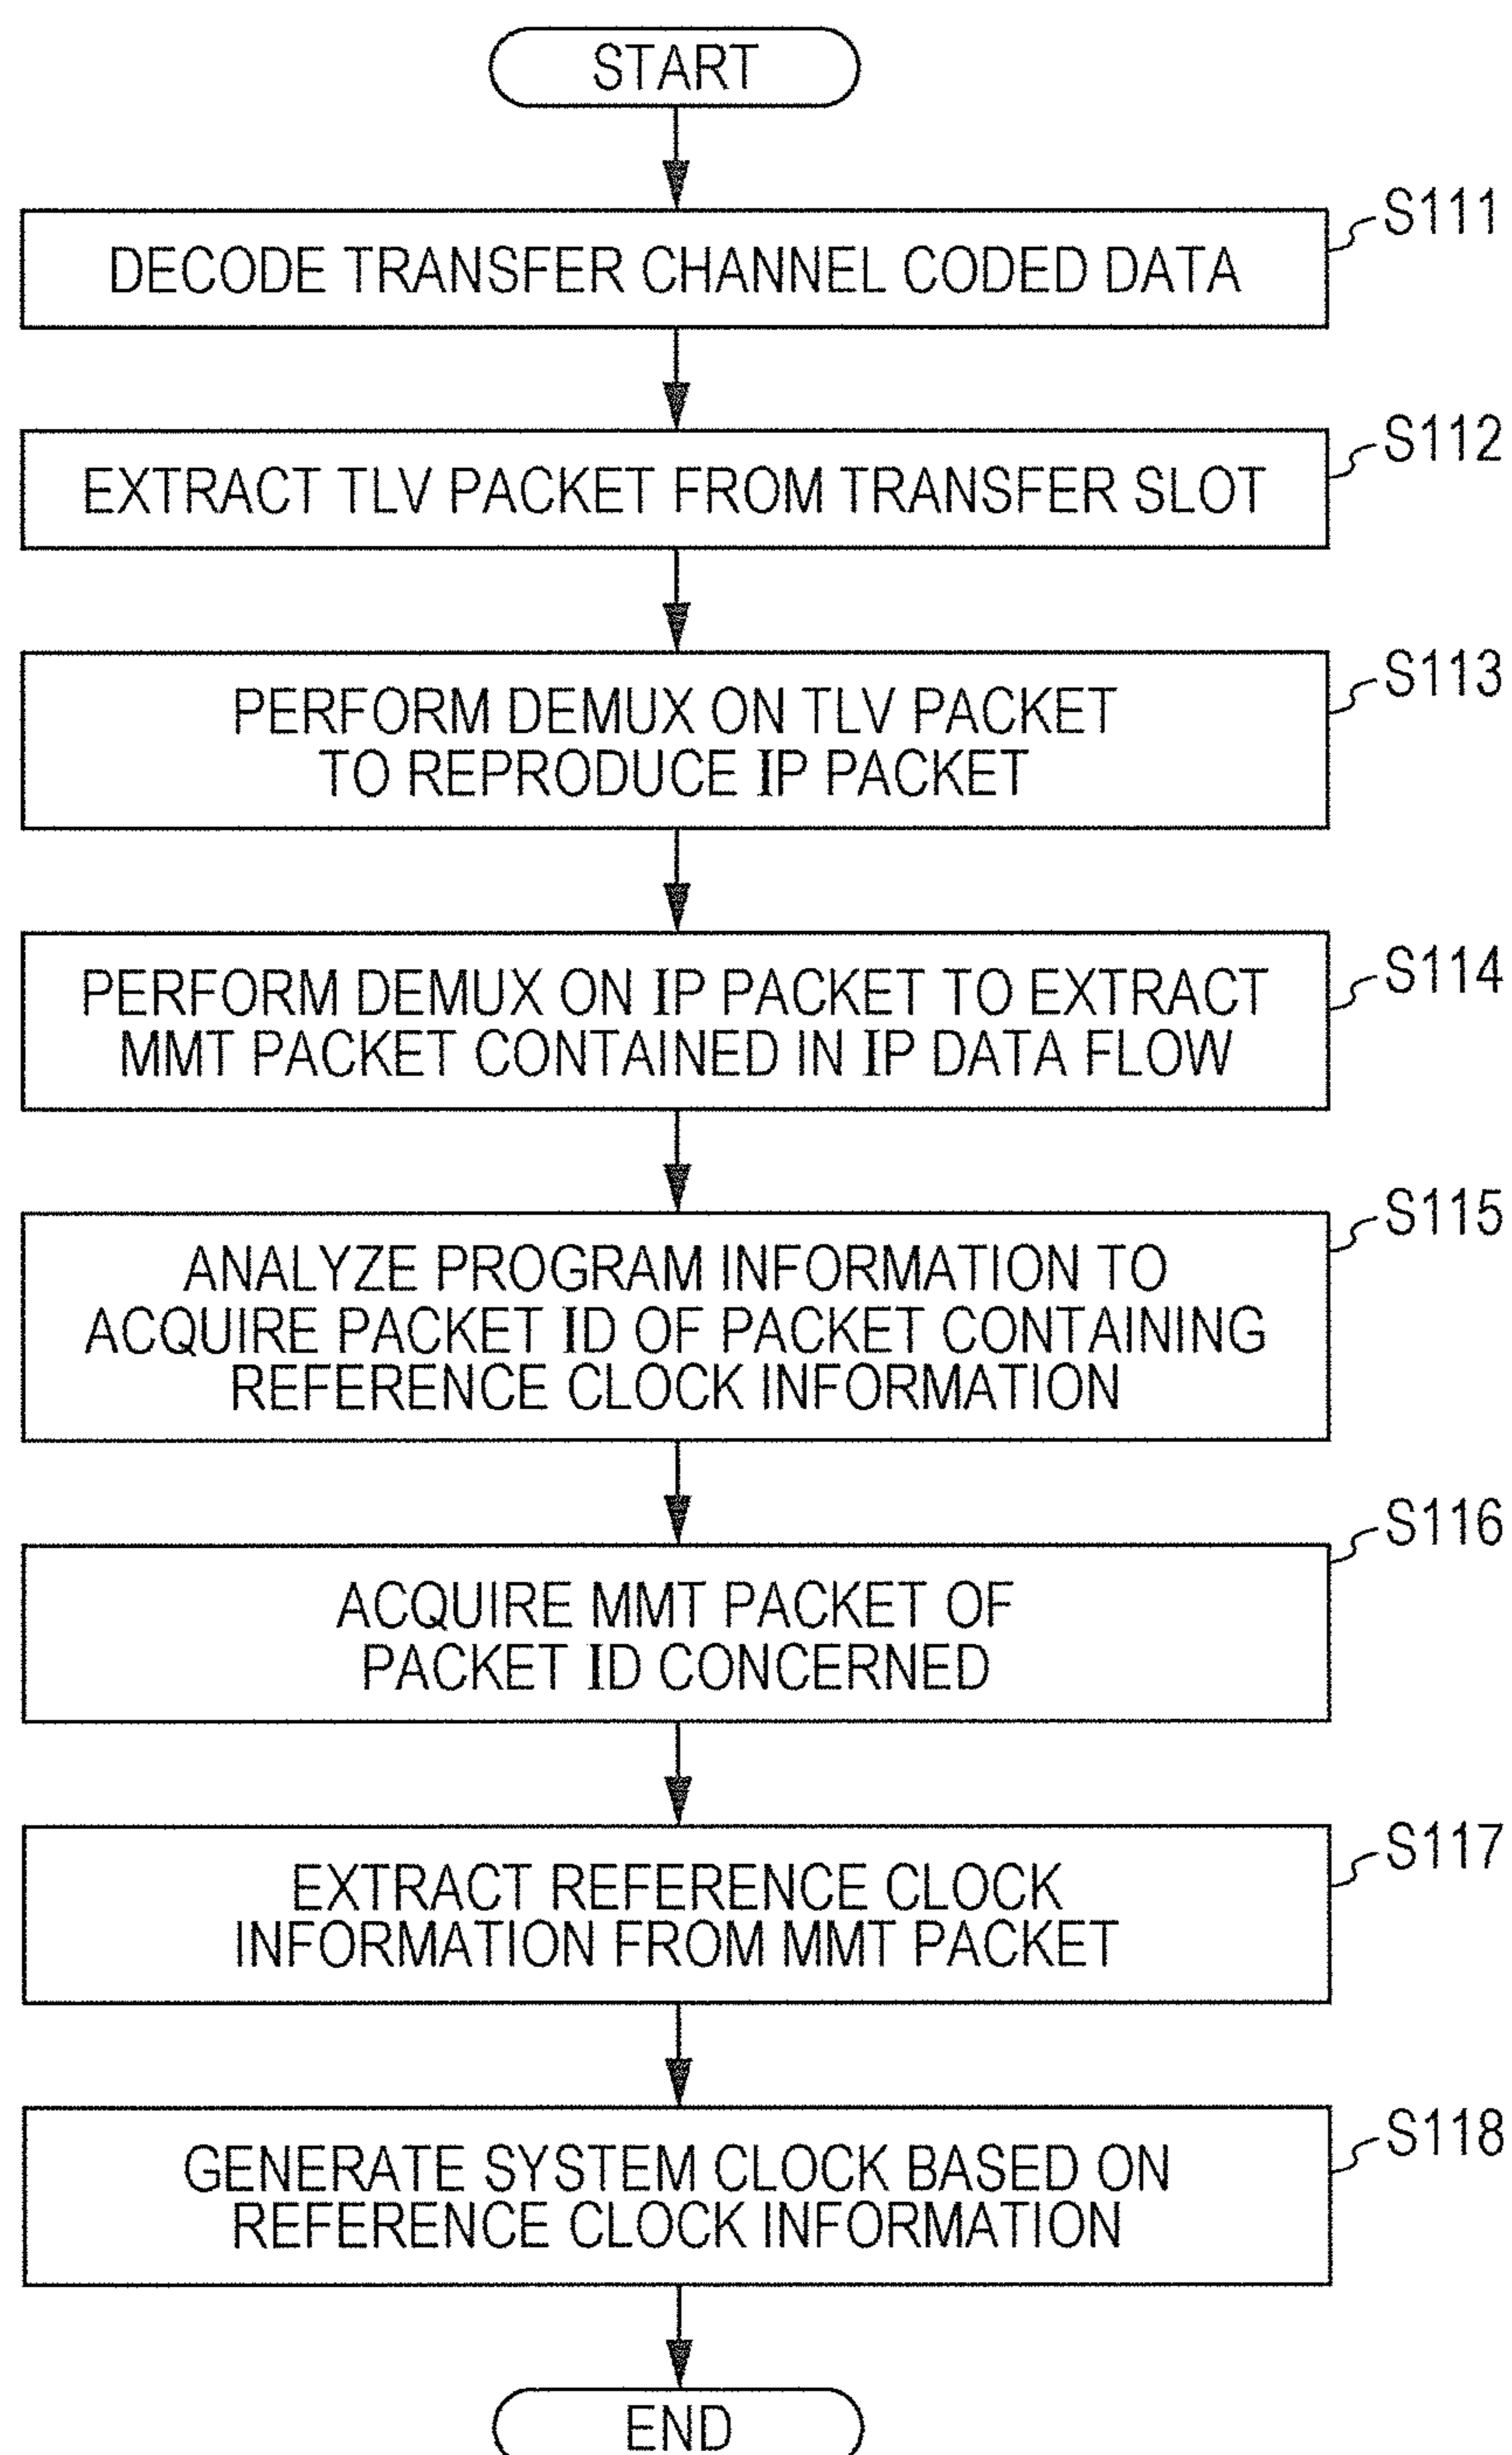 START
S111
DECODE TRANSFER CHANNEL CODED DATA
S112
EXTRACT TLV PACKET FROM TRANSFER SLOT
S113
PERFORM DEMUX ON TLV PACKET
TO REPRODUCE IP PACKET
S114
PERFORM DEMUX ON IP PACKET TO EXTRACT
MMT PACKET CONTAINED IN IP DATA FLOW
S115
ANALYZE PROGRAM INFORMATION TO
ACQUIRE PACKET ID OF PACKET CONTAINING
REFERENCE CLOCK INFORMATION
S116
ACQUIRE MMT PACKET OF
PACKET ID CONCERNED
S117
EXTRACT REFERENCE CLOCK
INFORMATION FROM MMT PACKET
S118
GENERATE SYSTEM CLOCK BASED ON
REFERENCE CLOCK INFORMATION
END